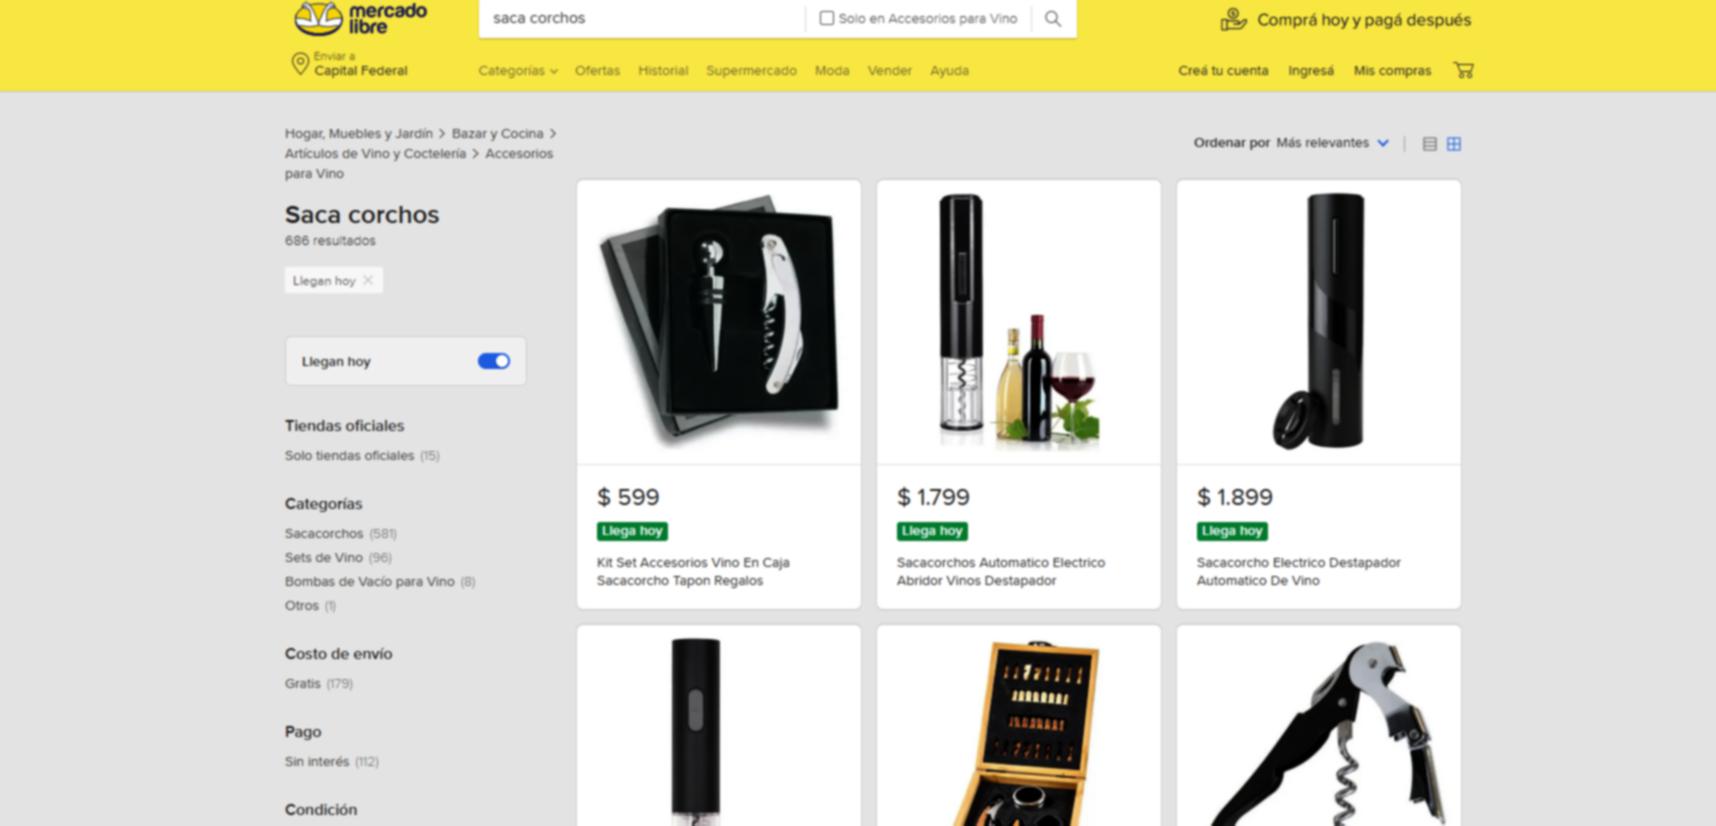 mercado
libre
saca corchos
Solo en Accesorios para Vino
Comprá hoy y pagá después
Enviar a
Capital Federal
Categorías
Ofertas
Historial
Supermercado
Moda
Vender
Ayuda
Creá tu cuenta
Ingresá
Mis compras
Hogar, Muebles y Jardín > Bazar y Cocina >
Artículos de Vino y Coctelería > Accesorios
para Vino
Ordenar por Más relevantes
Saca corchos
686 resultados
Llegan hoy
Llegan hoy
Tiendas oficiales
Solo tiendas oficiales (15)
Categorías
Sacacorchos (581)
Sets de Vino (96)
Bombas de Vacío para Vino (8)
Otros (1)
Costo de envío
Gratis (179)
Pago
Sin interés (112)
Condición
$ 599
Llega hoy
Kit Set Accesorios Vino En Caja
Sacacorcho Tapon Regalos
$ 1.799
Llega hoy
Sacacorchos Automatico Electrico
Abridor Vinos Destapador
$ 1.899
Llega hoy
Sacacorcho Electrico Destapador
Automatico De Vino